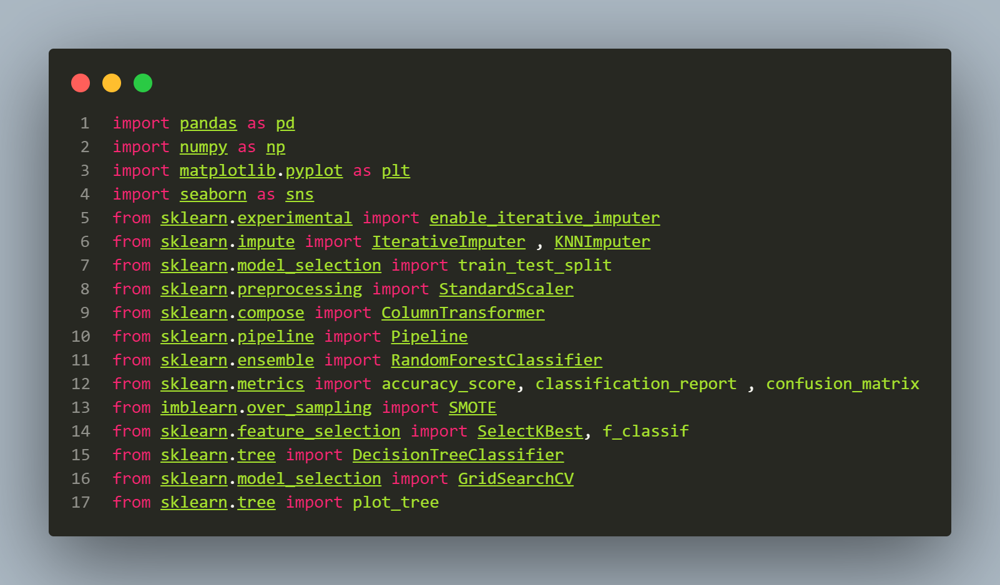 1 import pandas as pd
2 import numpy as np
3 import matplotlib.pyplot as plt
4 import seaborn as sns
5 from sklearn.experimental import enable_iterative_imputer
6 from sklearn.impute import IterativeImputer , KNNImputer
7 from sklearn.model_selection import train_test_split
8 from sklearn.preprocessing import StandardScaler
9 from sklearn.compose import ColumnTransformer
10 from sklearn.pipeline import Pipeline
11 from sklearn.ensemble import RandomForestClassifier
12 from sklearn.metrics import accuracy_score, classification_report , confusion_matrix
13 from imblearn.over_sampling import SMOTE
14 from sklearn.feature_selection import SelectKBest, f_classif
15 from sklearn.tree import DecisionTreeClassifier
16 from sklearn.model_selection import GridSearchCV
17 from sklearn.tree import plot_tree